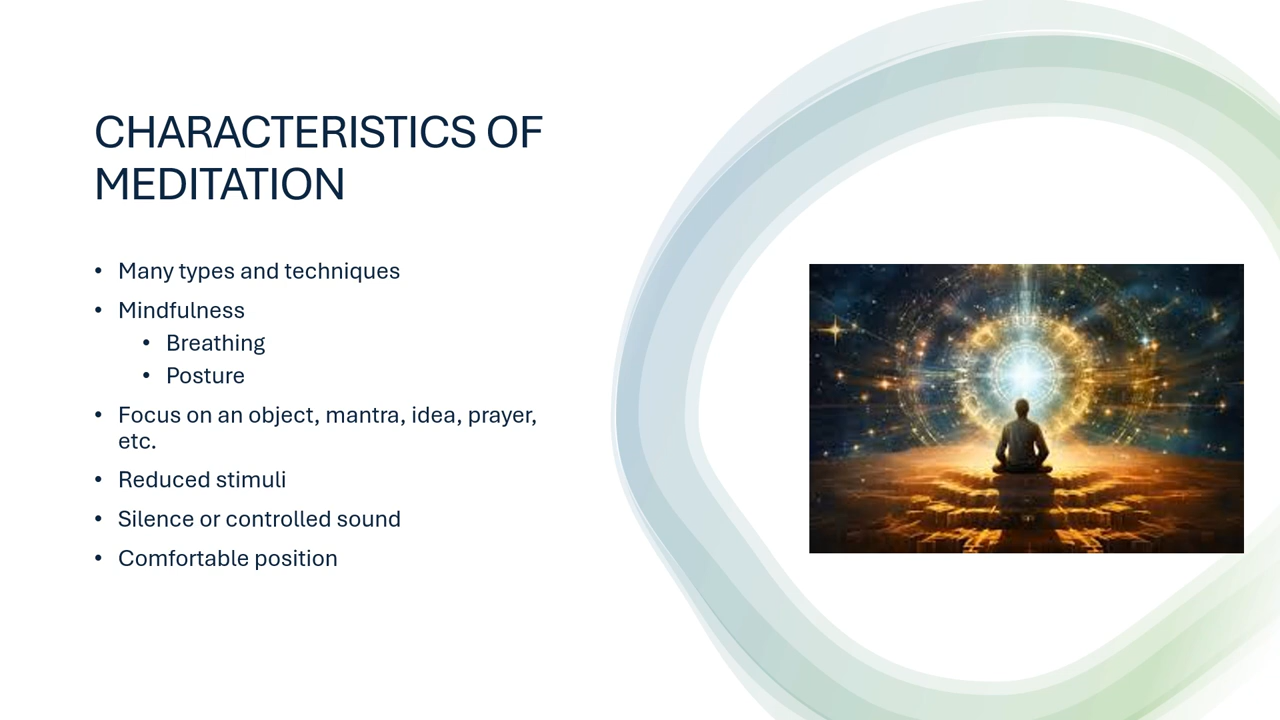 CHARACTERISTICS OF
MEDITATION
• Many types and techniques
• Mindfulness
• Breathing
• Posture
• Focus on an object, mantra, idea, prayer,
etc.
• Reduced stimuli
• Silence or controlled sound
• Comfortable position